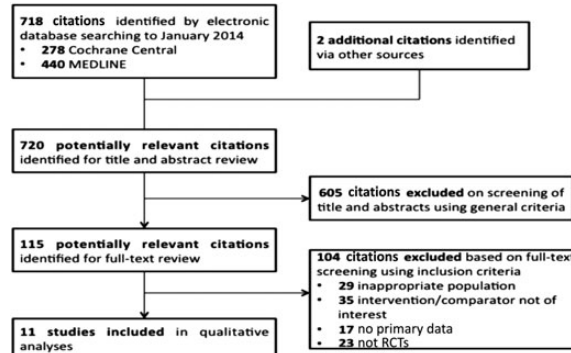 718 citations identified by electronic
database searching to January 2014
• 278 Cochrane Central
• 440 MEDLINE
2 additional citations identified
via other sources
720 potentially relevant citations
identified for title and abstract review
605 citations excluded on screening of
title and abstracts using general criteria
115 potentially relevant citations
identified for full-text review
104 citations excluded based on full-text
screening using inclusion criteria
• 29 inappropriate population
• 35 intervention/comparator not of
interest
• 17 no primary data
• 23 not RCTs
11 studies included in qualitative
analyses